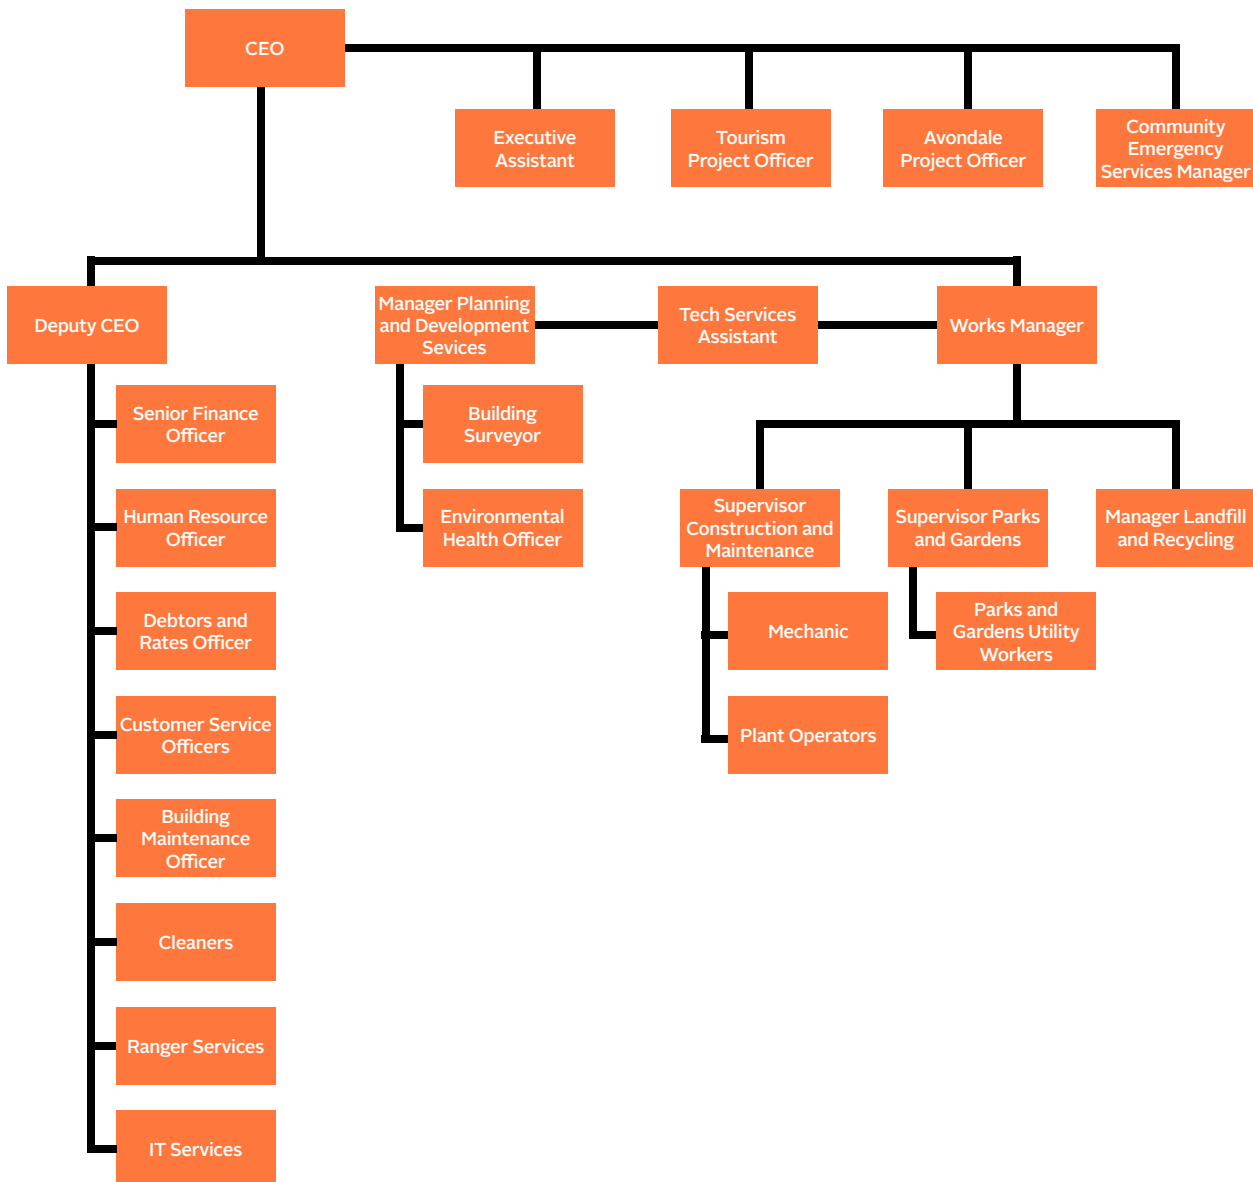 CEO
Executive
Assistant
Tourism
Project Officer
Avondale
Project Officer
Community
Emergency
Services Manager
Deputy CEO
Manager Planning
and Development
Sevices
Tech Services
Assistant
Works Manager
Senior Finance
Officer
Human Resource
Officer
Debtors and
Rates Officer
Customer Service
Officers
Building
Maintenance
Officer
Cleaners
Ranger Services
IT Services
Building
Surveyor
Environmental
Health Officer
Supervisor
Construction and
Maintenance
Mechanic
Plant Operators
Supervisor Parks
and Gardens
Parks and
Gardens Utility
Workers
Manager Landfill
and Recycling